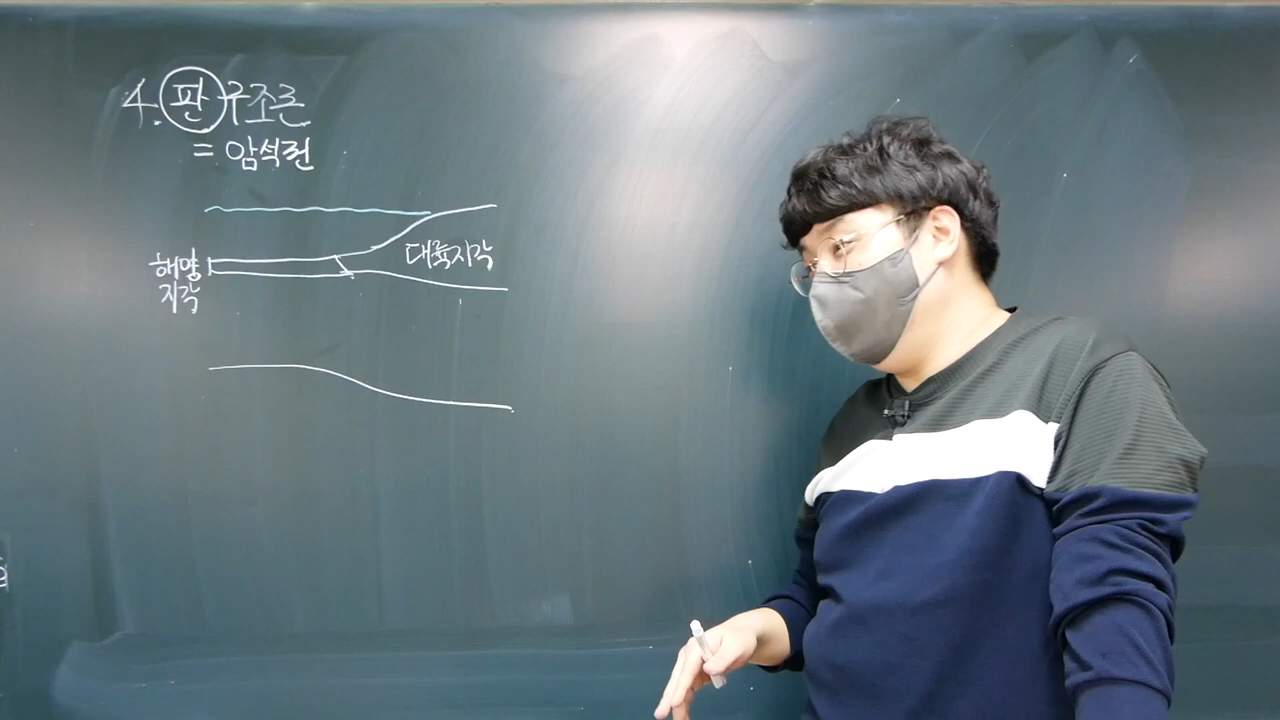 4. 판구조론
= 암석권
해양
지각
대륙지각